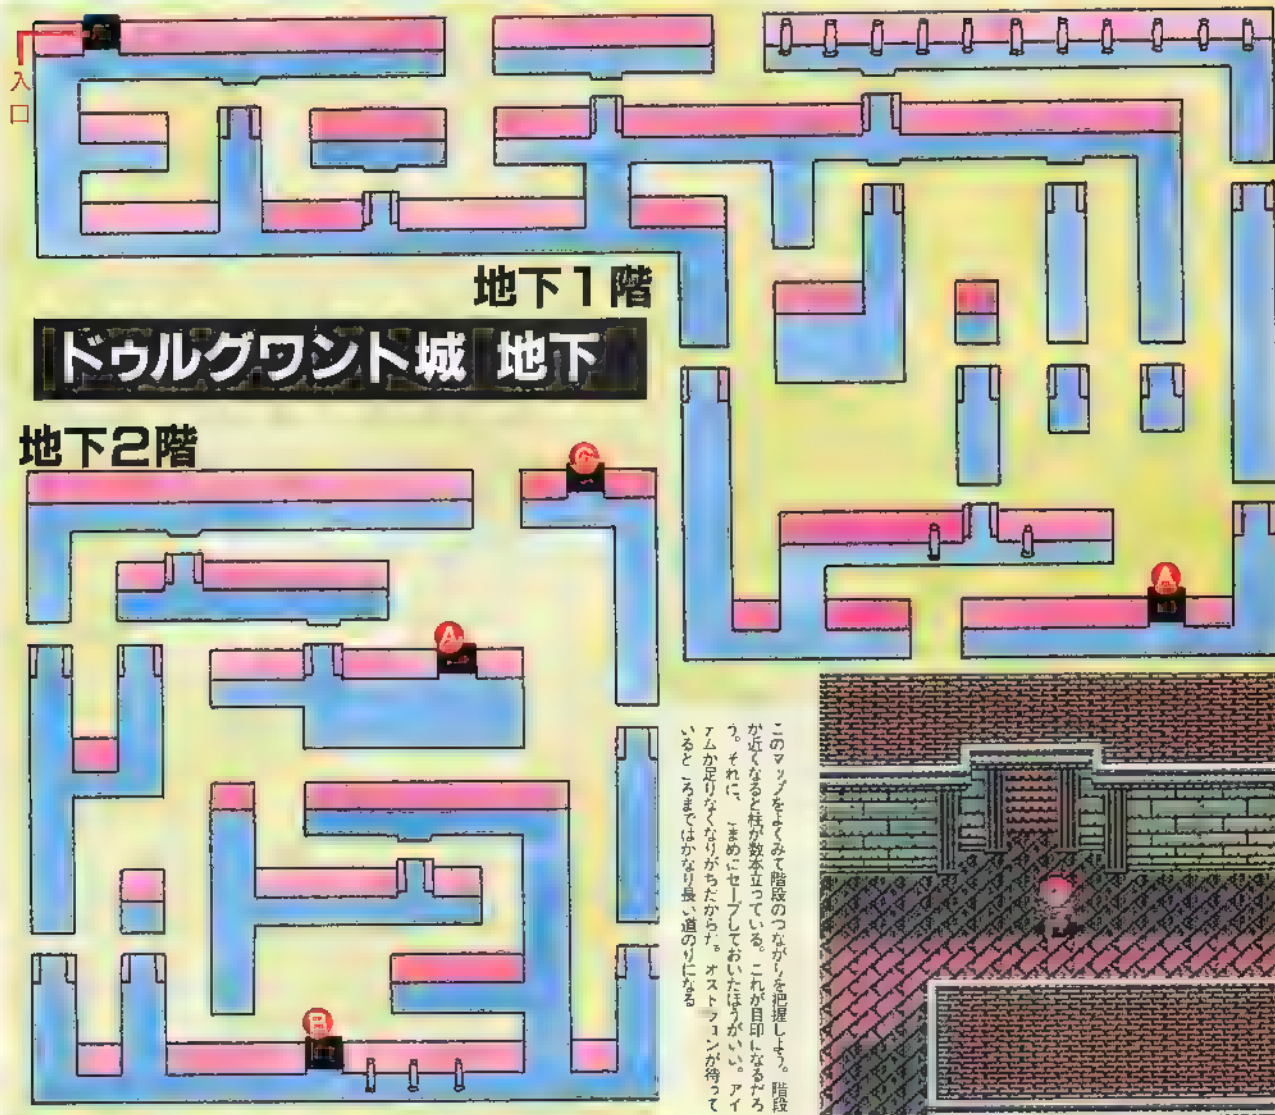 入口
地下1階
ドゥルグワント城 地下
地下2階
C
A
A
B
このマップをよくみて階段のつながりを把握しよう。階段
が近くなると柱が数本立っている。これが目印になるだろ
う。それに、こまめにセーブしておいたほうがいい。アイ
テムが足りなくなりがちだからだ。オストファンが待って
いるところまではかなり長い道のりになる